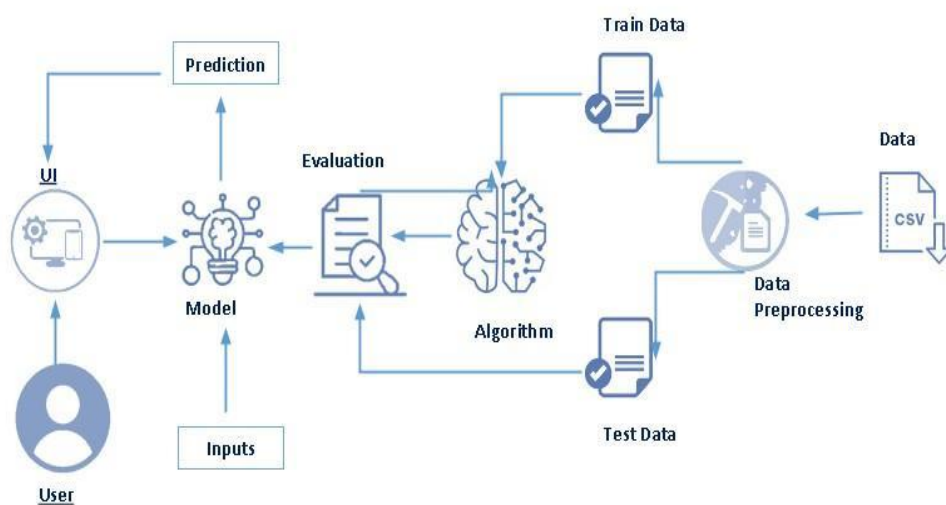 Train Data
Prediction
Data
Evaluation
UI
CSV
Model
Algorithm
Data
Preprocessing
Inputs
Test Data
User